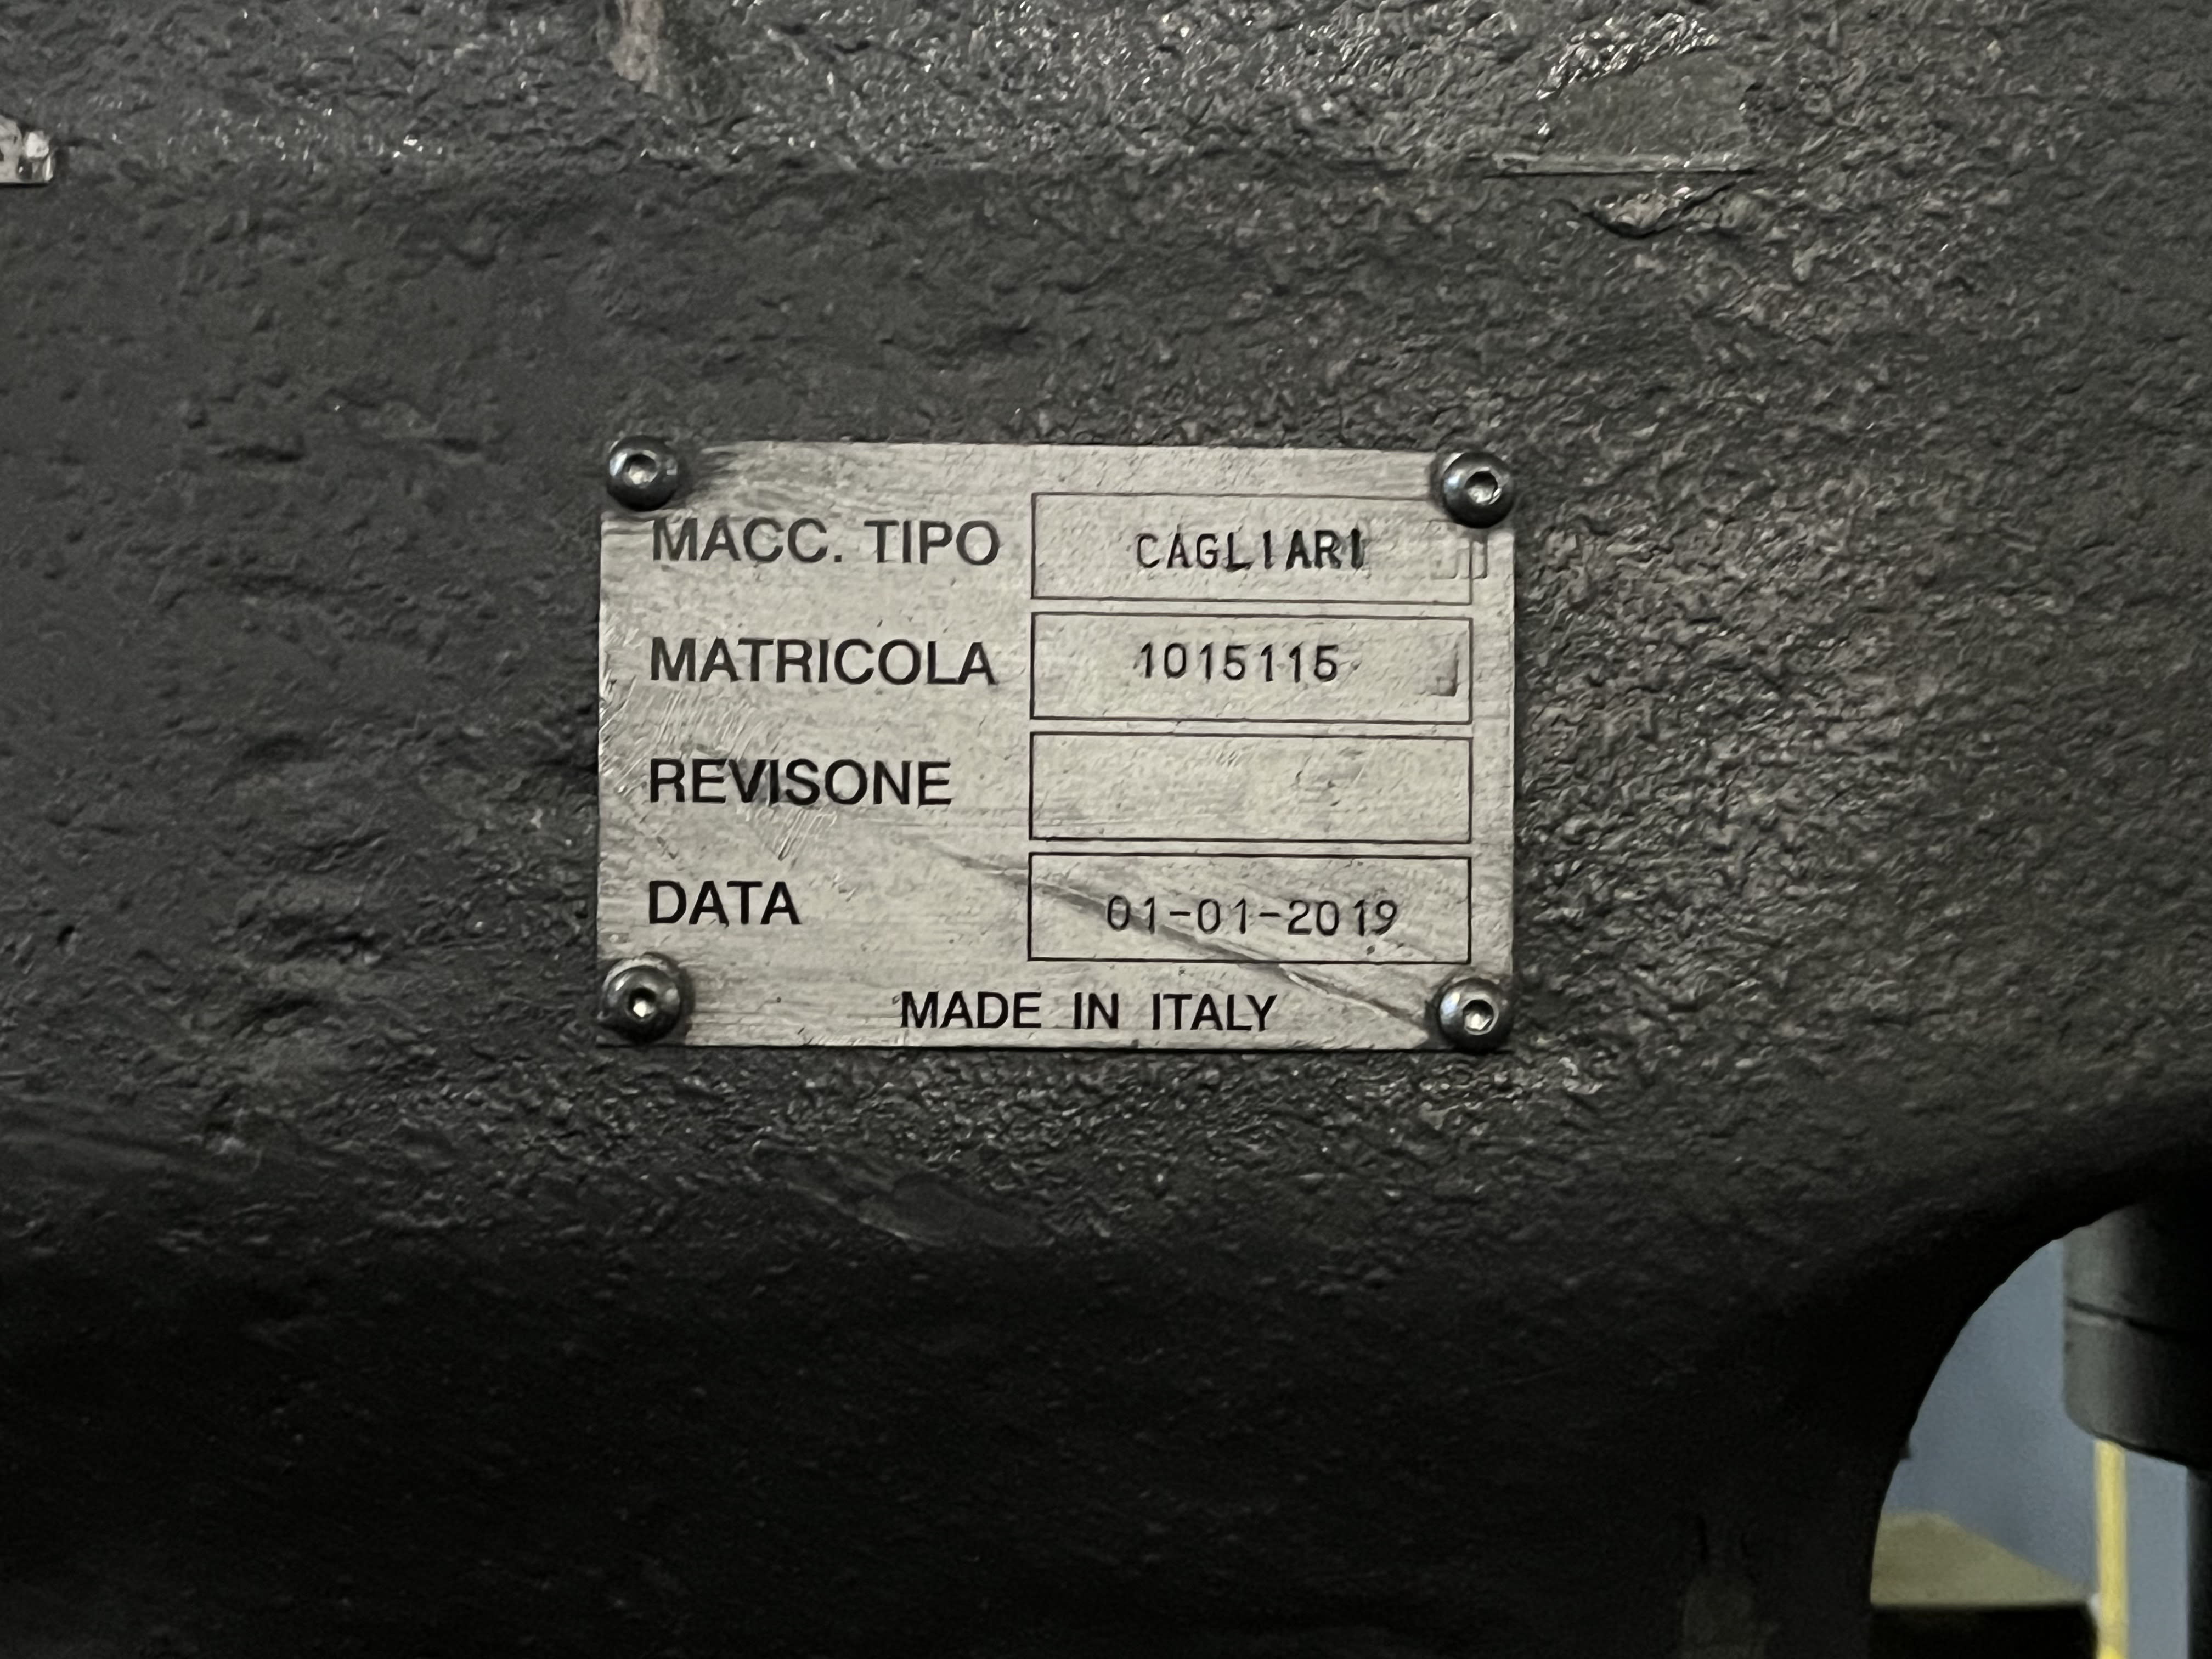 MACC. TIPO CAGLIARI
MATRICOLA 1015115
REVISONE
DATA 01-01-2019
MADE IN ITALY